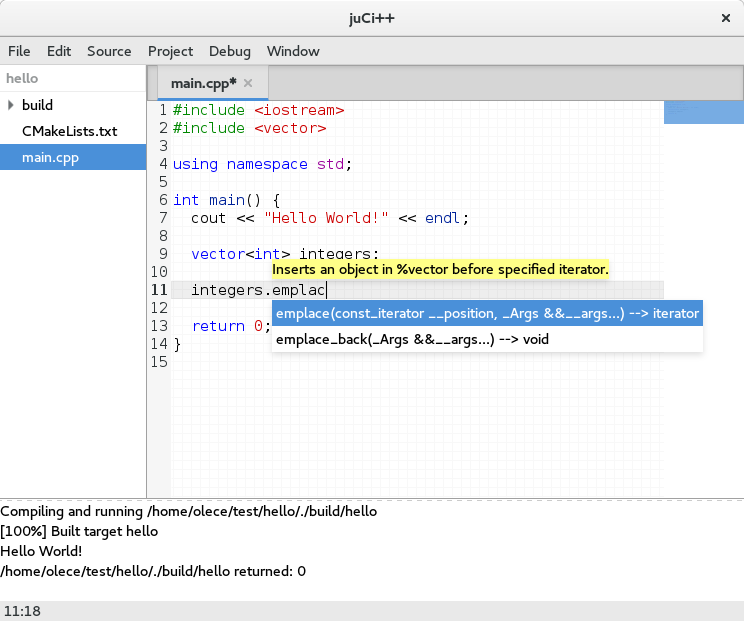 juCi++
File Edit Source Project Debug Window
hello
build
CMakeLists.txt
main.cpp
main.cpp*
1 #include <iostream>
2 #include <vector>
3
4 using namespace std;
5
6 int main() {
7 cout << "Hello World!" << endl;
8
9 vector<int> integers;
10
Inserts an object in %vector before specified iterator.
11 integers.emplac
12
emplace(const_iterator __position, _Args &&__args...) --> iterator
13 return 0;
emplace_back(_Args &&__args...) --> void
14 }
15
Compiling and running /home/olece/test/hello/./build/hello
[100%] Built target hello
Hello World!
/home/olece/test/hello/./build/hello returned: 0
11:18